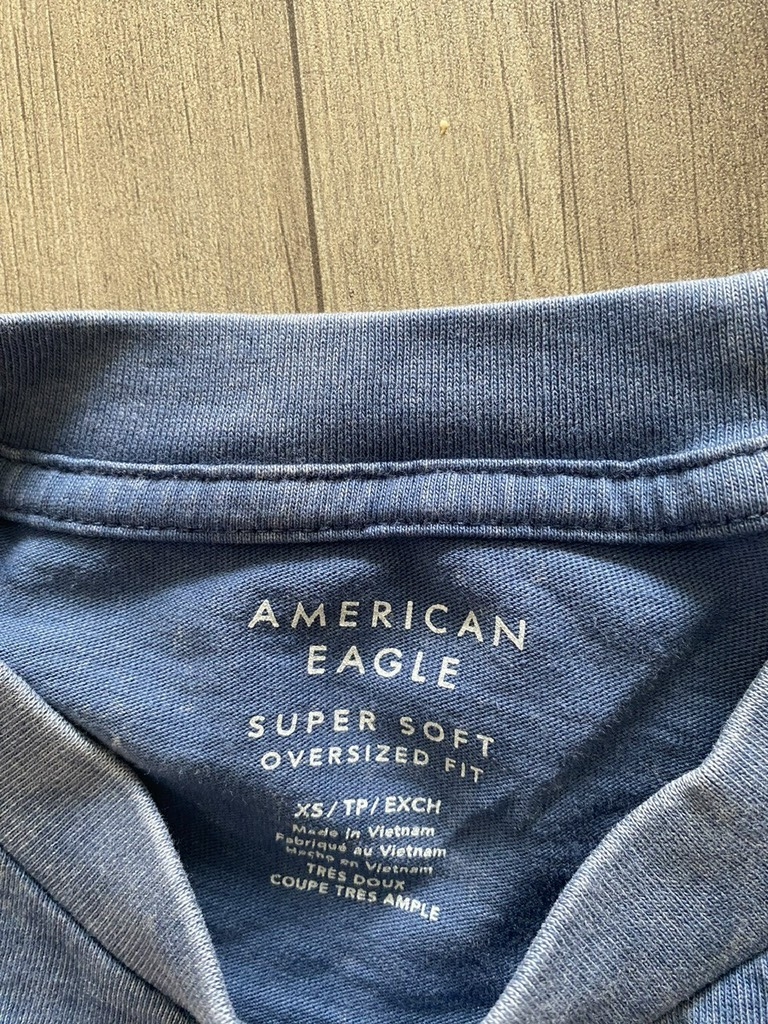 AMERICAN
EAGLE
SUPER SOFT
OVERSIZED FIT
XS/TP/EXCH
Made in Vietnam
Fabriqué au Vietnam
Hecho en Vietnam
TRÈS DOUX
COUPE TRÈS AMPLE